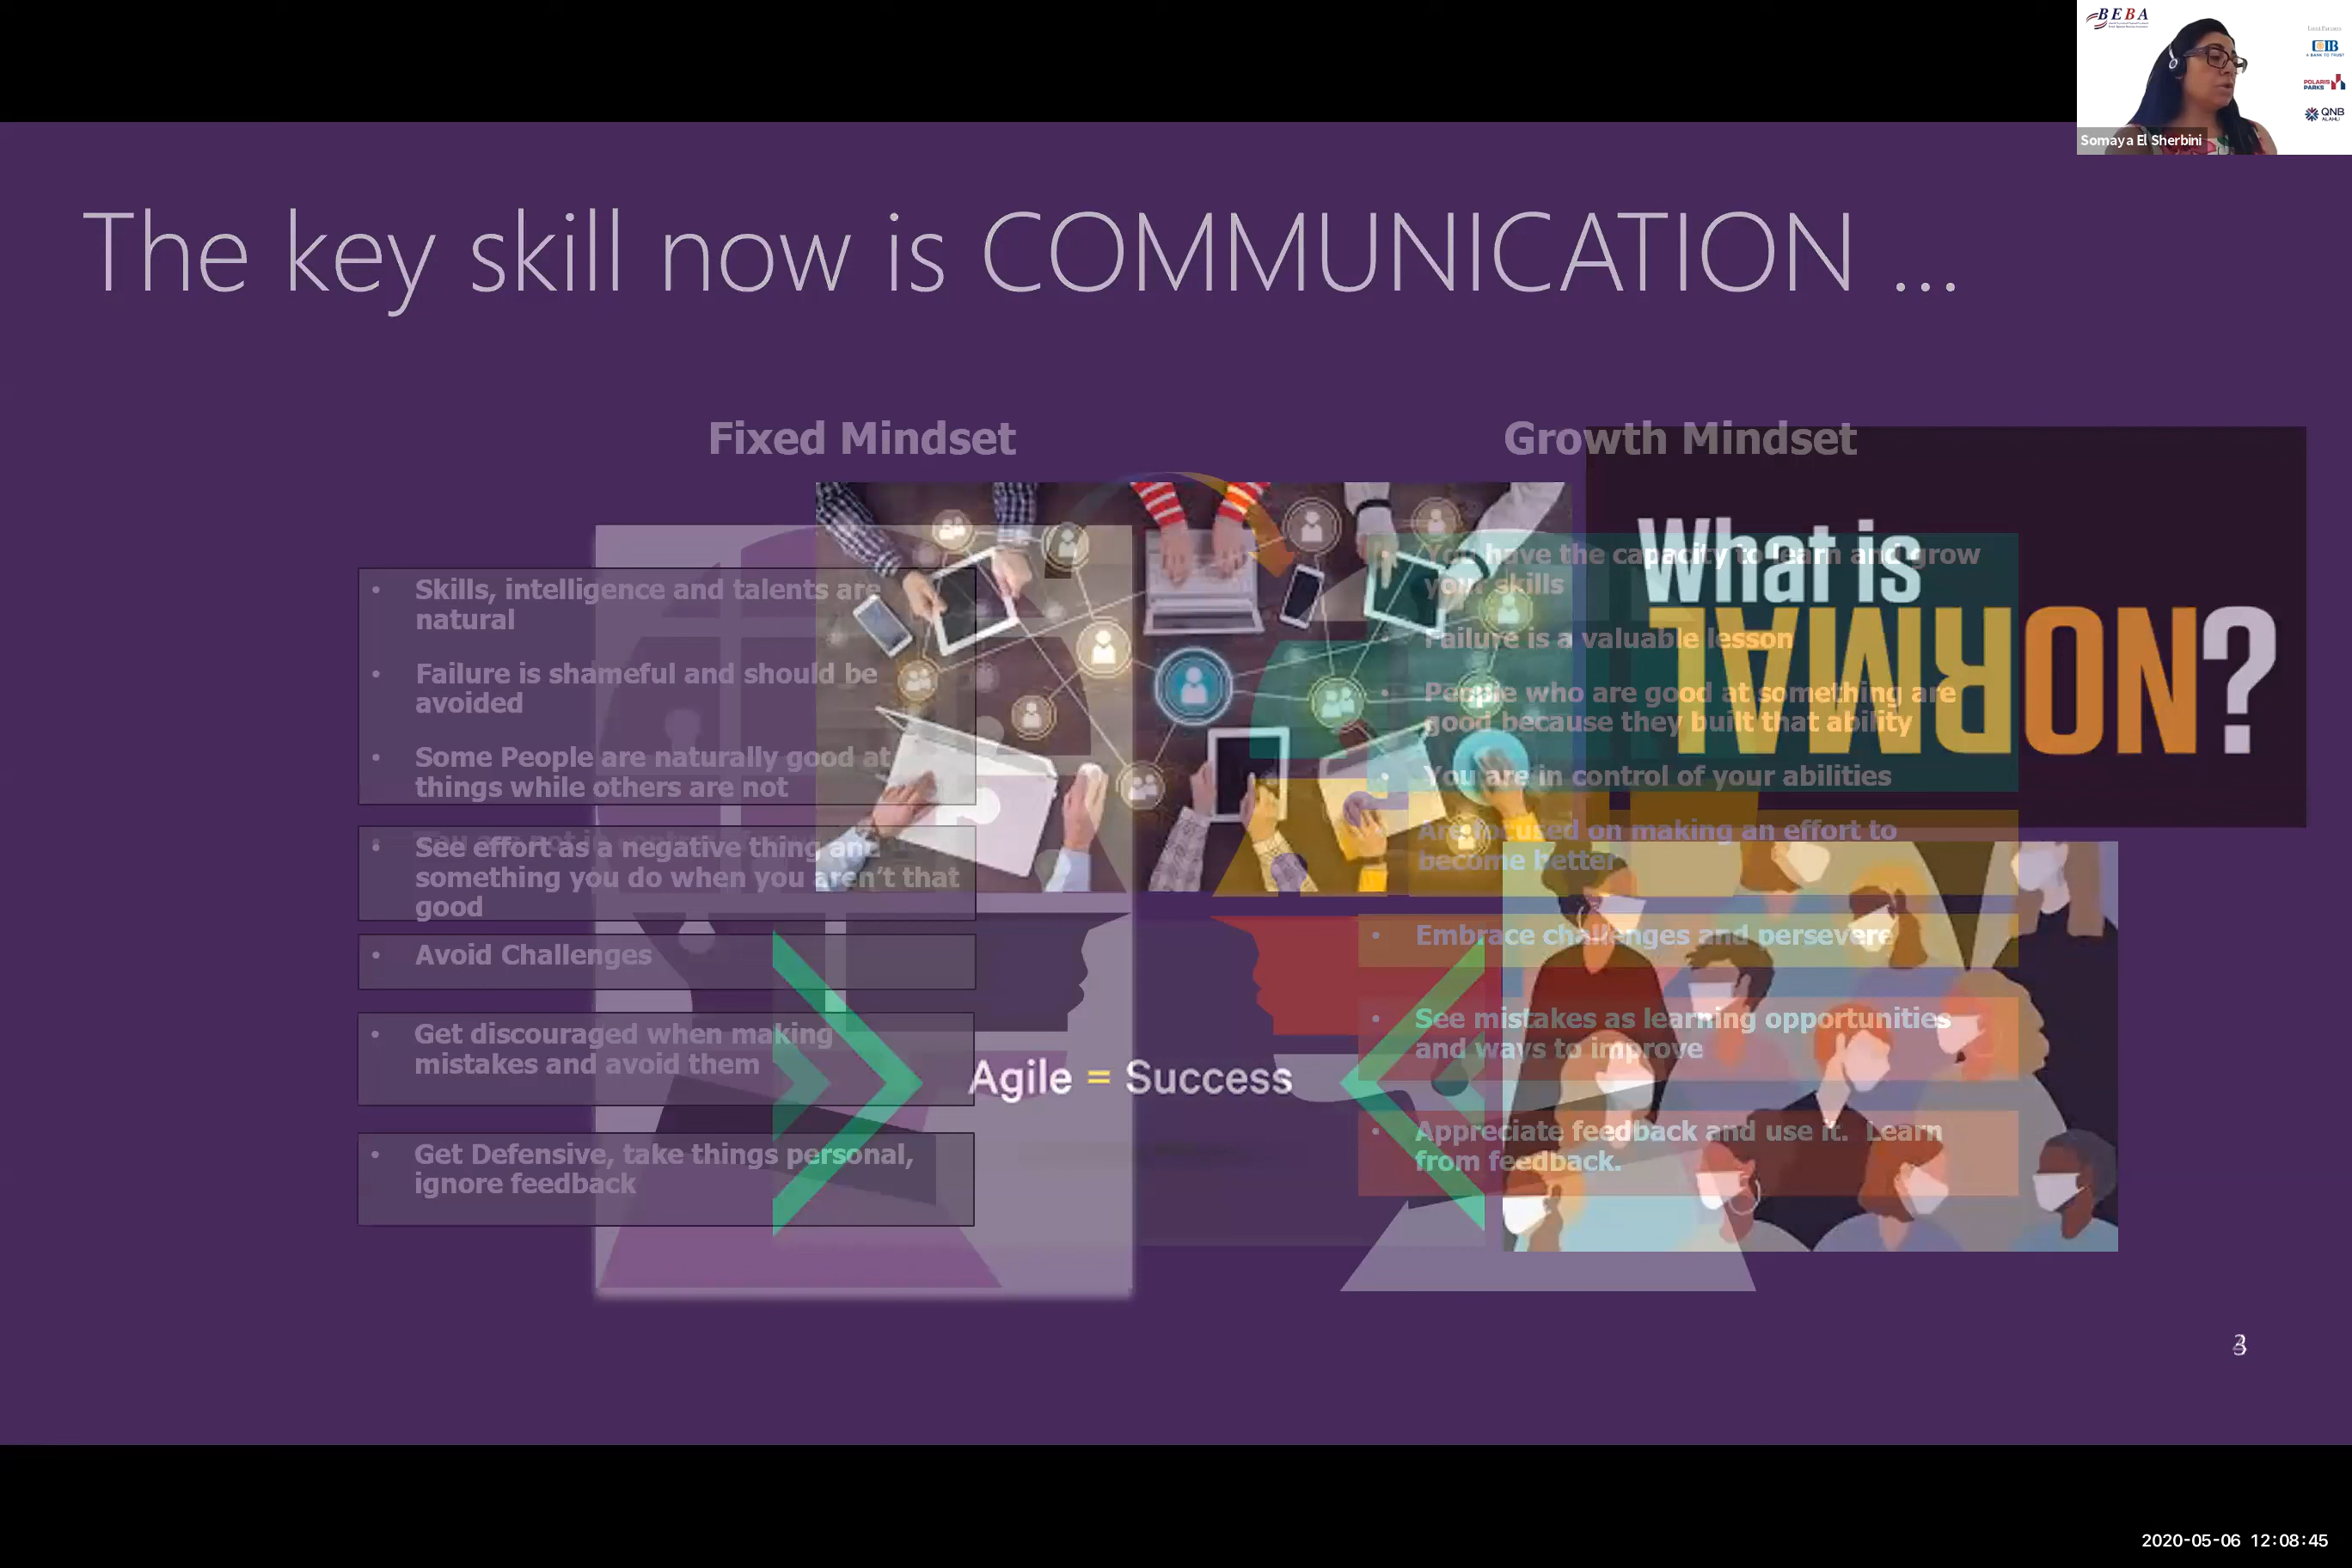 BEBA
CIB
A BANK TO TRUST
POLARIS
PARKS
QNB
ALAHLI
Somaya El Sherbini
The key skill now is COMMUNICATION ...
Fixed Mindset
• Skills, intelligence and talents are
natural
• Failure is shameful and should be
avoided
• Some People are naturally good at
things while others are not
• See effort as a negative thing and
something you do when you aren't that
good
• Avoid Challenges
• Get discouraged when making
mistakes and avoid them
• Get Defensive, take things personal,
ignore feedback
Agile = Success
Growth Mindset
• You have the capacity to learn and grow
your skills
Failure is a valuable lesson
• People who are good at something are
good because they built that ability
• You are in control of your abilities
Are focused on making an effort to
become better
• Embrace challenges and persevere
• See mistakes as learning opportunities
and ways to improve
• Appreciate feedback and use it. Learn
from feedback.
What is
NORMAL?
2020-05-06 12:08:45